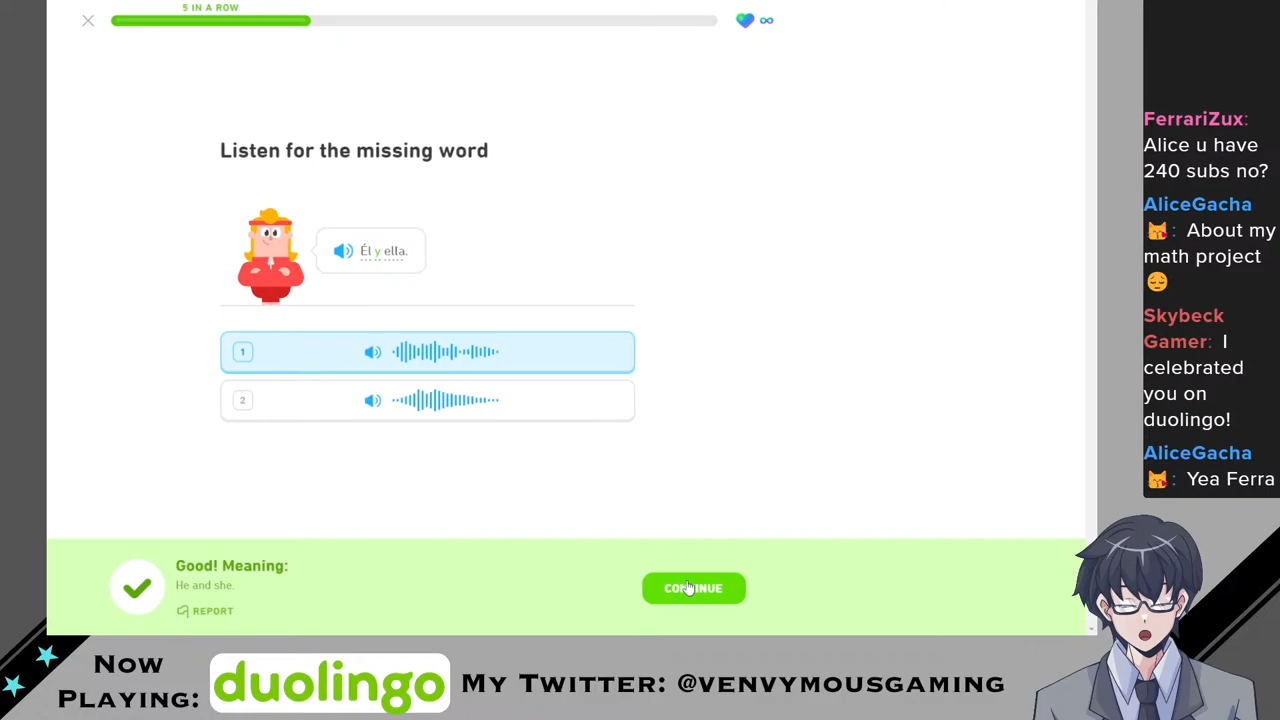 5 IN A ROW
Listen for the missing word
Él y ella.
1
2
Good! Meaning:
He and she.
REPORT
CONTINUE
FerrariZux:
Alice u have
240 subs no?
AliceGacha
: About my
math project
Skybeck
Gamer: I
celebrated
you on
duolingo!
AliceGacha
: Yea Ferra
Now
Playing:
duolingo
My Twitter: @venvymousgaming